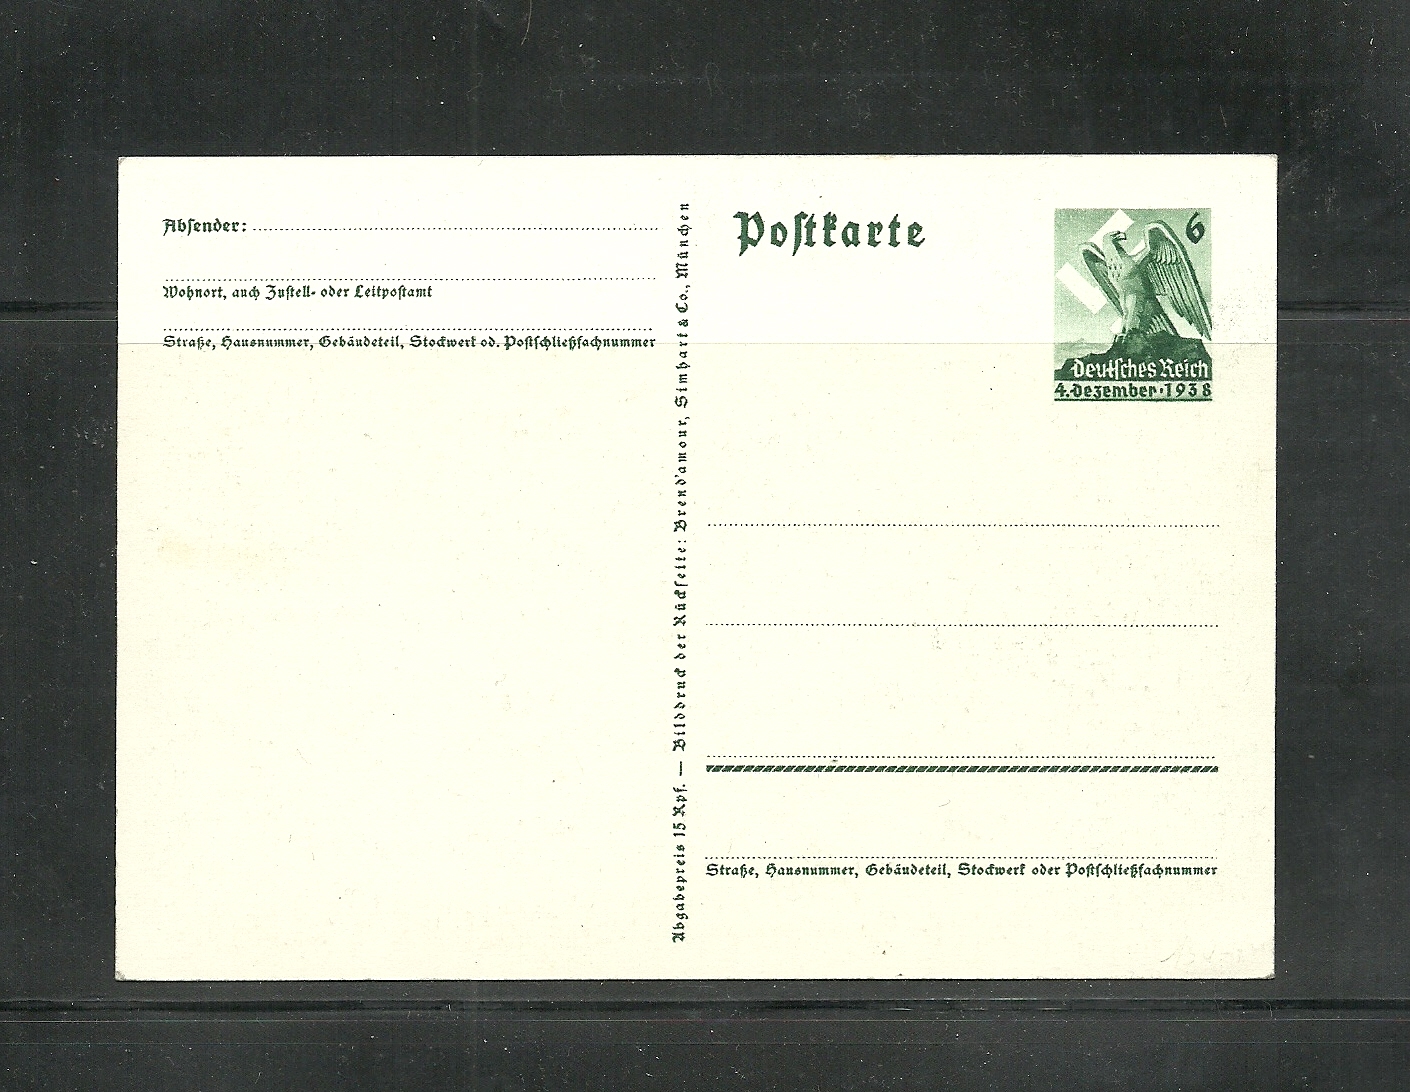 Absender:
Wohnort, auch Zustell- oder Leitpostamt
Straße, Hausnummer, Gebäudeteil, Stockwerk od. Postschließfachnummer
Abgabepreis 15 Rpf. — Bilddruck der Rückseite: Brend'amour, Simhart & Co., München
Postkarte
6
Deutsches Reich
4. Dezember · 1938
Straße, Hausnummer, Gebäudeteil, Stockwerk oder Postschließfachnummer